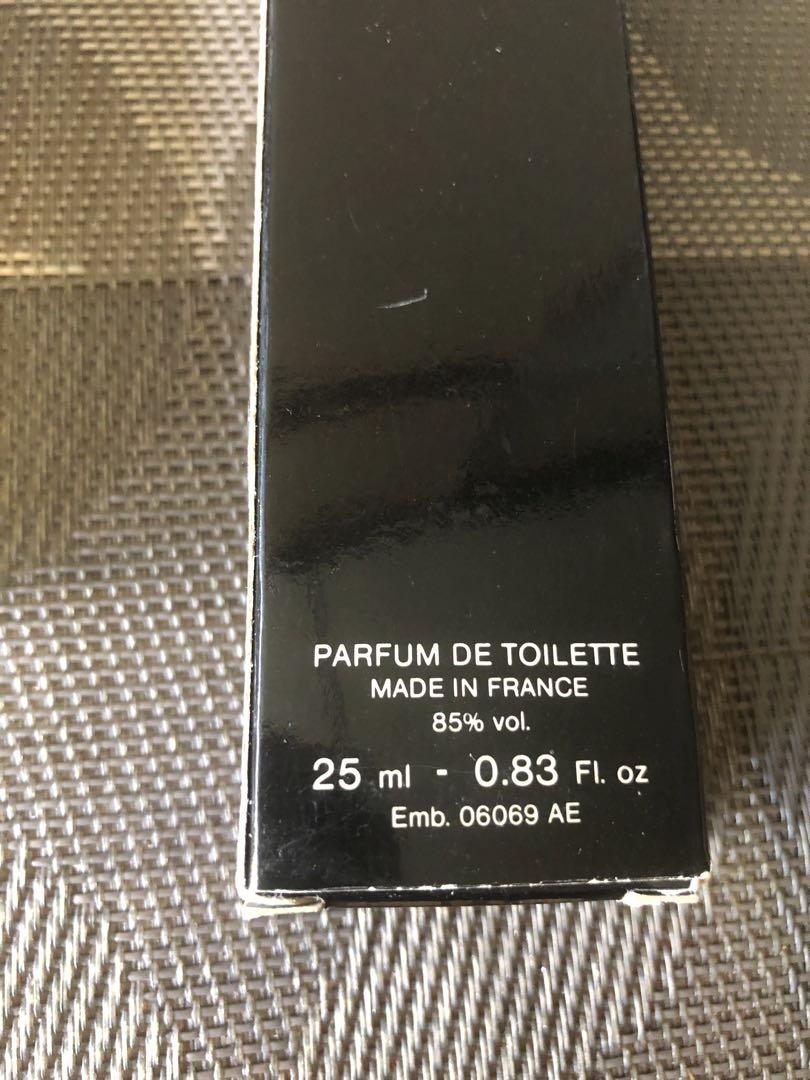 PARFUM DE TOILETTE
MADE IN FRANCE
85% vol.
25 ml - 0.83 Fl. oz
Emb. 06069 AE